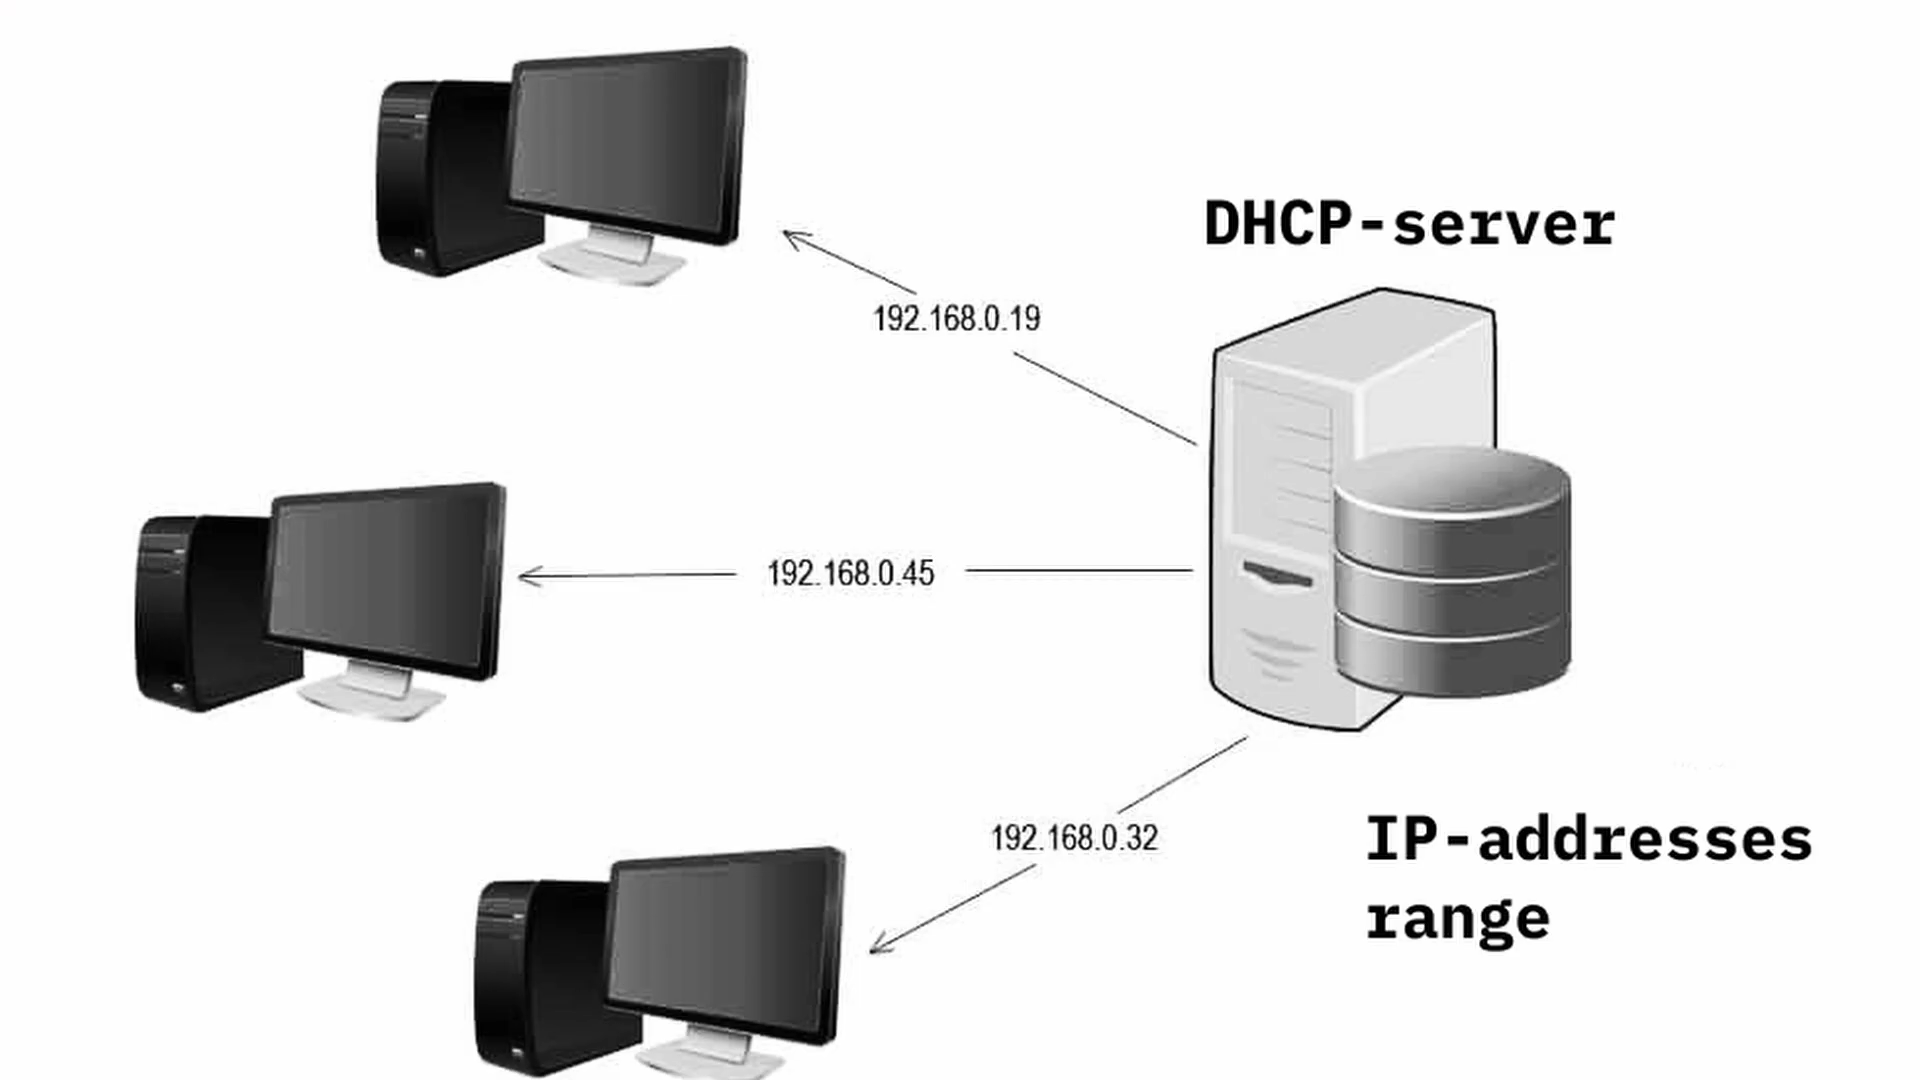 DHCP-server
192.168.0.19
192.168.0.45
192.168.0.32
IP-addresses
range